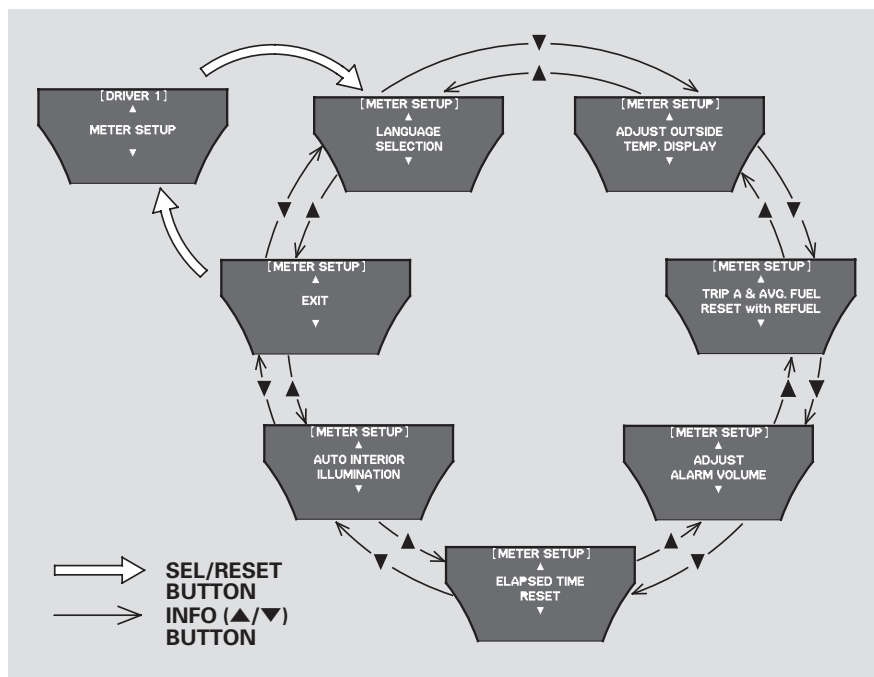 [DRIVER 1]
▲
METER SETUP
▼
[METER SETUP]
▲
LANGUAGE
SELECTION
▼
[METER SETUP]
▲
ADJUST OUTSIDE
TEMP. DISPLAY
▼
[METER SETUP]
▲
TRIP A & AVG. FUEL
RESET with REFUEL
▼
[METER SETUP]
▲
ADJUST
ALARM VOLUME
▼
[METER SETUP]
▲
ELAPSED TIME
RESET
▼
[METER SETUP]
▲
AUTO INTERIOR
ILLUMINATION
▼
[METER SETUP]
▲
EXIT
▼
SEL/RESET
BUTTON
INFO (▲/▼)
BUTTON